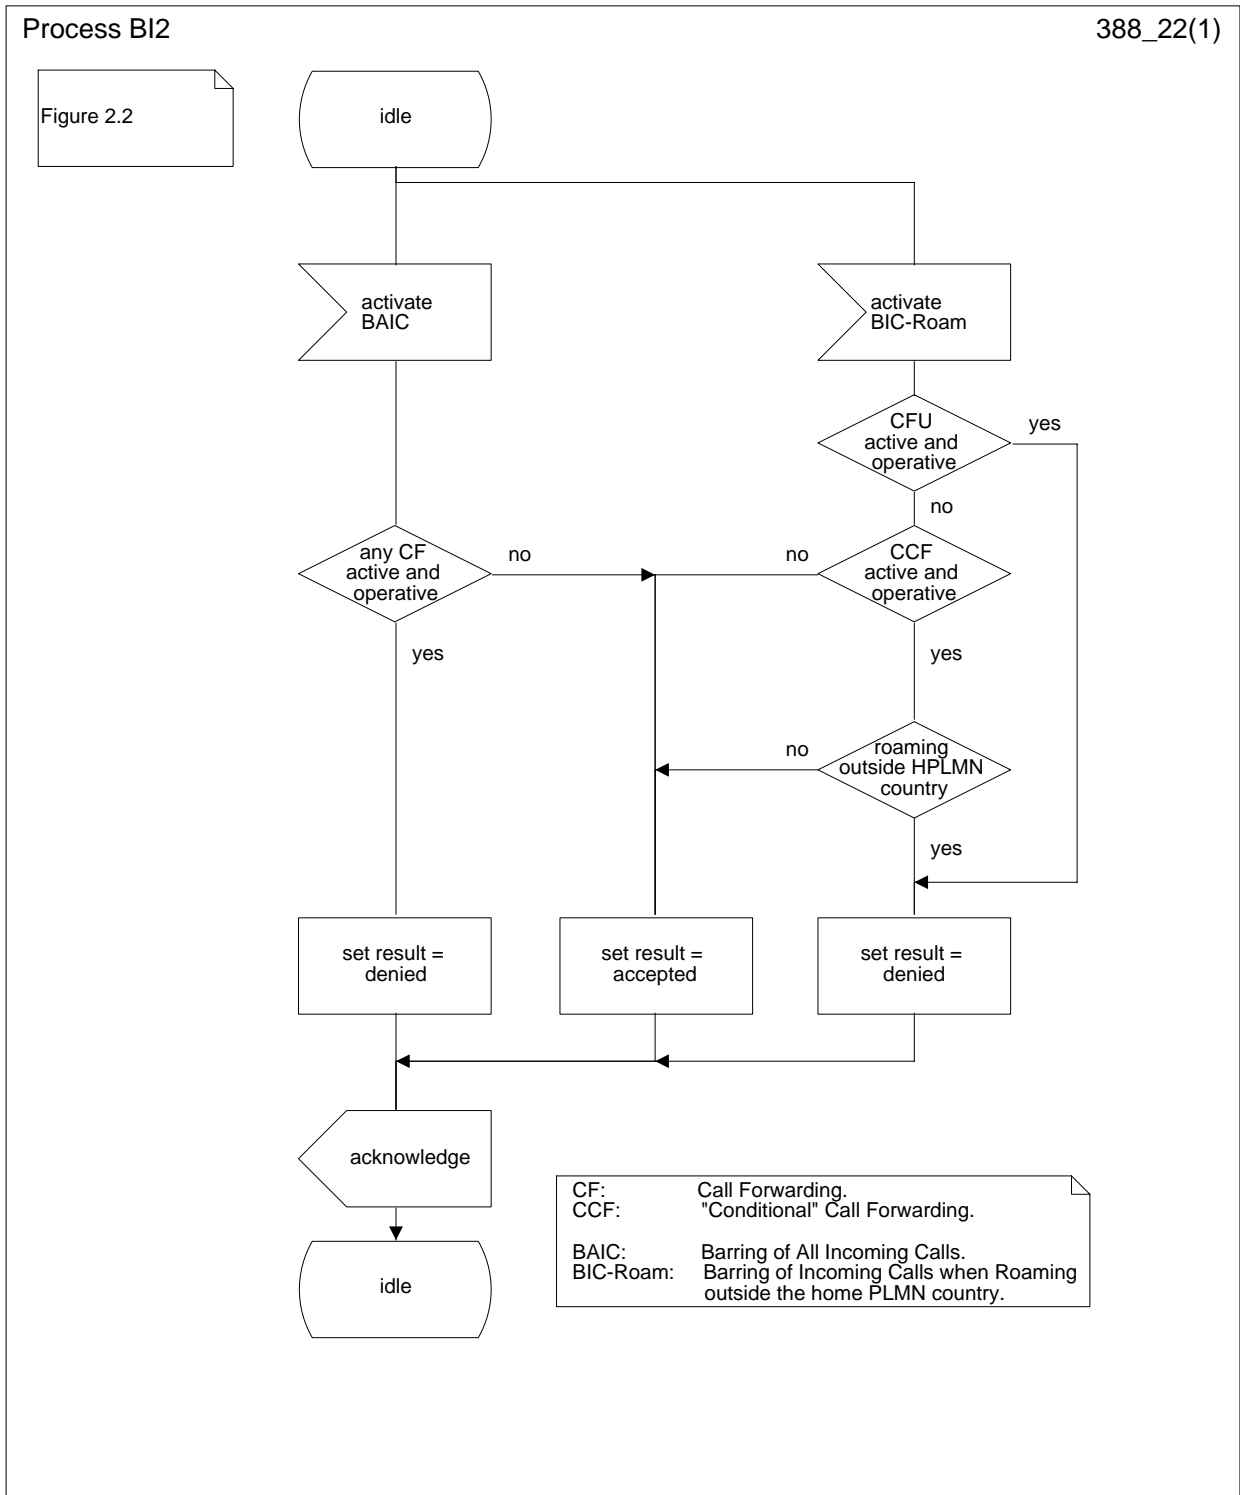 Process BI2
388_22(1)
Figure 2.2
idle
activate
BAIC
activate
BIC-Roam
CFU
active and
operative
yes
no
any CF
active and
operative
no
no
CCF
active and
operative
yes
yes
no
roaming
outside HPLMN
country
yes
set result =
denied
set result =
accepted
set result =
denied
acknowledge
CF: Call Forwarding.
CCF: "Conditional" Call Forwarding.
BAIC: Barring of All Incoming Calls.
BIC-Roam: Barring of Incoming Calls when Roaming
outside the home PLMN country.
idle